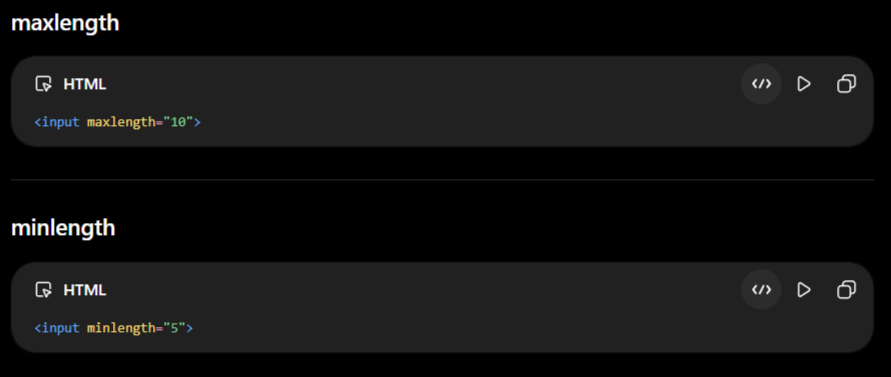 maxlength
HTML
<input maxlength="10">
minlength
HTML
<input minlength="5">